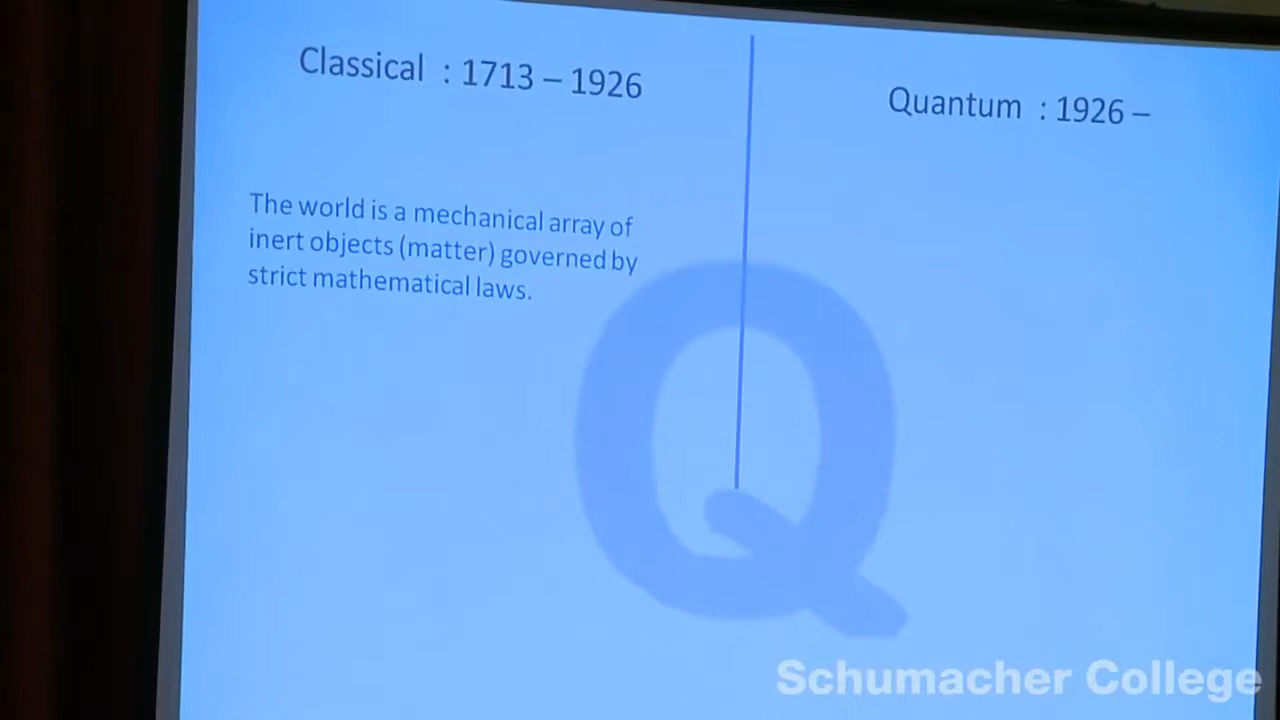 Classical : 1713 – 1926
Quantum : 1926 –
The world is a mechanical array of
inert objects (matter) governed by
strict mathematical laws.
Q
Schumacher College